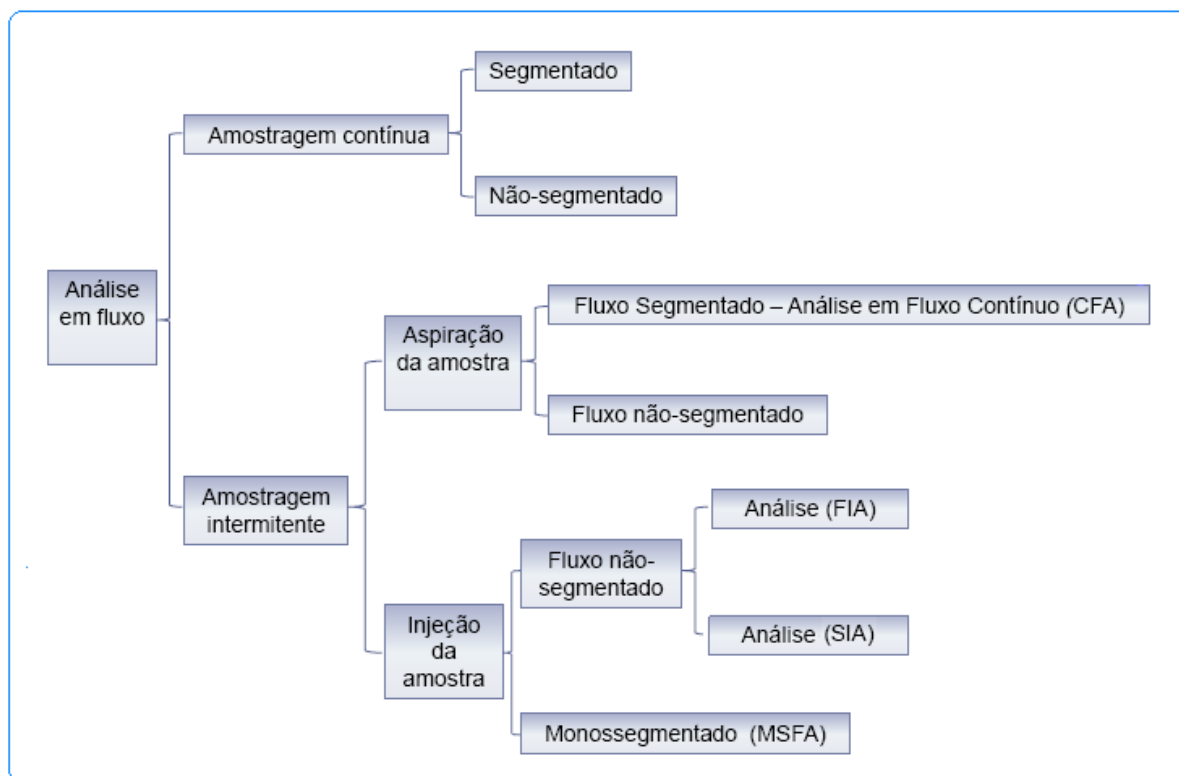 Segmentado
Amostragem contínua
Não-segmentado
Análise
em fluxo
Fluxo Segmentado – Análise em Fluxo Contínuo (CFA)
Aspiração
da amostra
Fluxo não-segmentado
Amostragem
intermitente
Análise (FIA)
Fluxo não-
segmentado
Análise (SIA)
Injeção
da
amostra
Monossegmentado (MSFA)